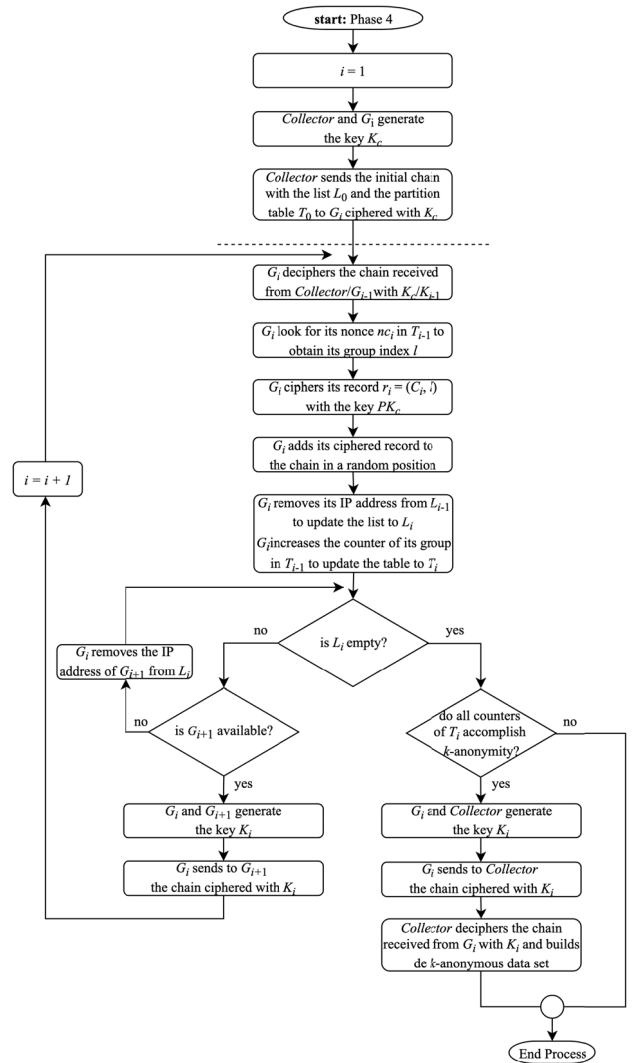 start: Phase 4
i = 1
Collector and Gi generate
the key Kc
Collector sends the initial chain
with the list L0 and the partition
table T0 to Gi ciphered with Kc
Gi deciphers the chain received
from Collector/Gi-1 with Kc/Ki-1
Gi look for its nonce nci in Ti-1 to
obtain its group index l
Gi ciphers its record ri = (Ci, l)
with the key PKc
Gi adds its ciphered record to
the chain in a random position
i = i + 1
Gi removes its IP address from Li-1
to update the list to Li
Gi increases the counter of its group
in Ti-1 to update the table to Ti
no
is Li empty?
yes
Gi removes the IP
address of Gi+1 from Li
no
is Gi+1 available?
yes
do all counters
of Ti accomplish
k-anonymity?
no
yes
Gi and Gi+1 generate
the key Ki
Gi sends to Gi+1
the chain ciphered with Ki
Gi and Collector generate
the key Ki
Gi sends to Collector
the chain ciphered with Ki
Collector deciphers the chain
received from Gi with Ki and builds
de k-anonymous data set
End Process